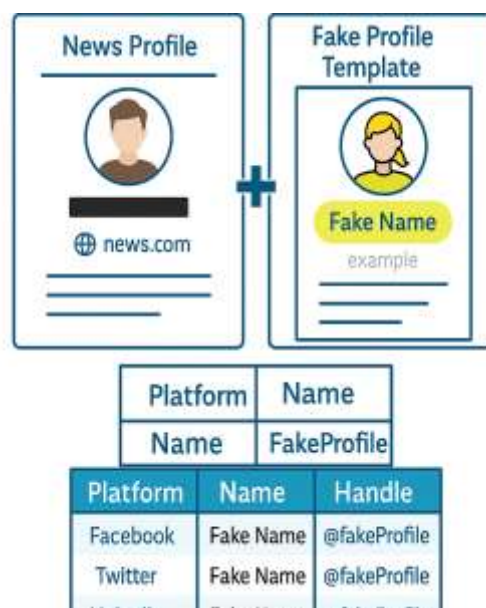 News Profile
news.com
Fake Profile
Template
Fake Name
example
Platform Name
Name FakeProfile
Platform Name Handle
Facebook Fake Name @fakeProfile
Twitter Fake Name @fakeProfile